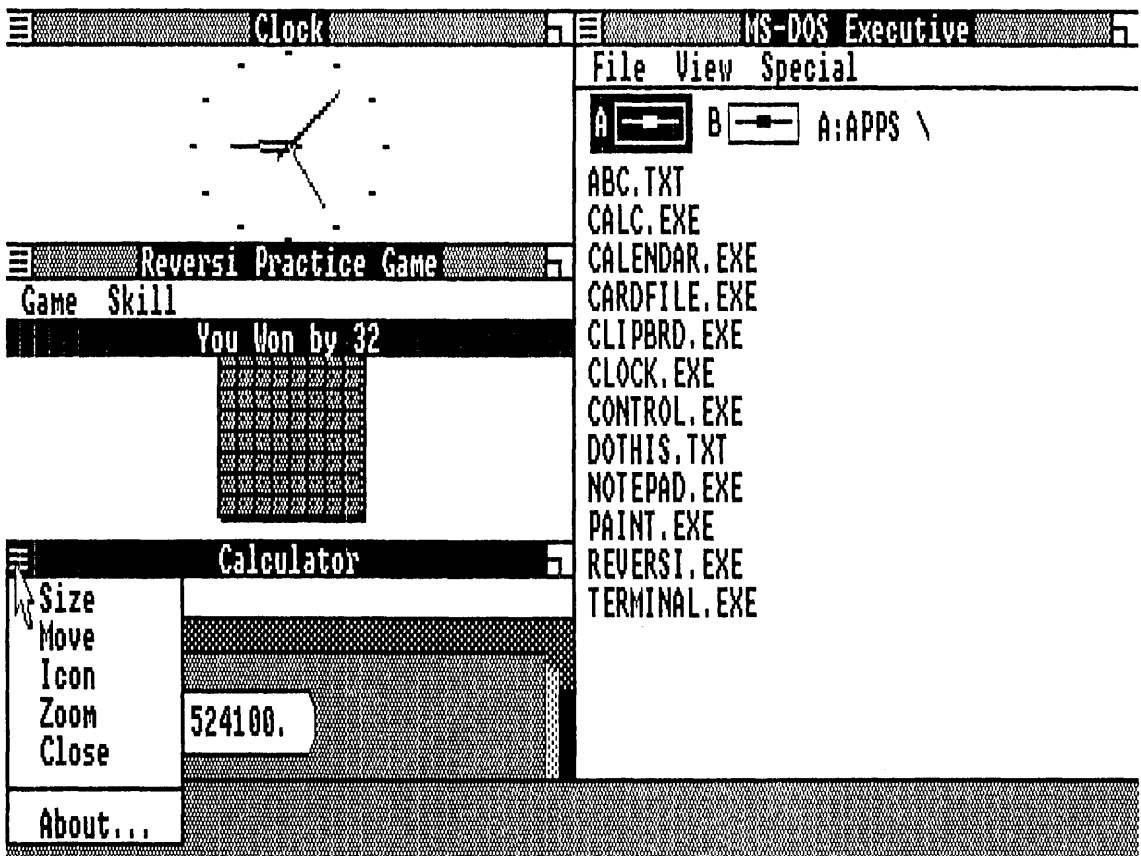 Clock
Reversi Practice Game
Game Skill
You Won by 32
Calculator
Size
Move
Icon
Zoom
Close
About...
524100.
MS-DOS Executive
File View Special
A B A:APPS \
ABC.TXT
CALC.EXE
CALENDAR.EXE
CARDFILE.EXE
CLIPBRD.EXE
CLOCK.EXE
CONTROL.EXE
DOTHIS.TXT
NOTEPAD.EXE
PAINT.EXE
REVERSI.EXE
TERMINAL.EXE